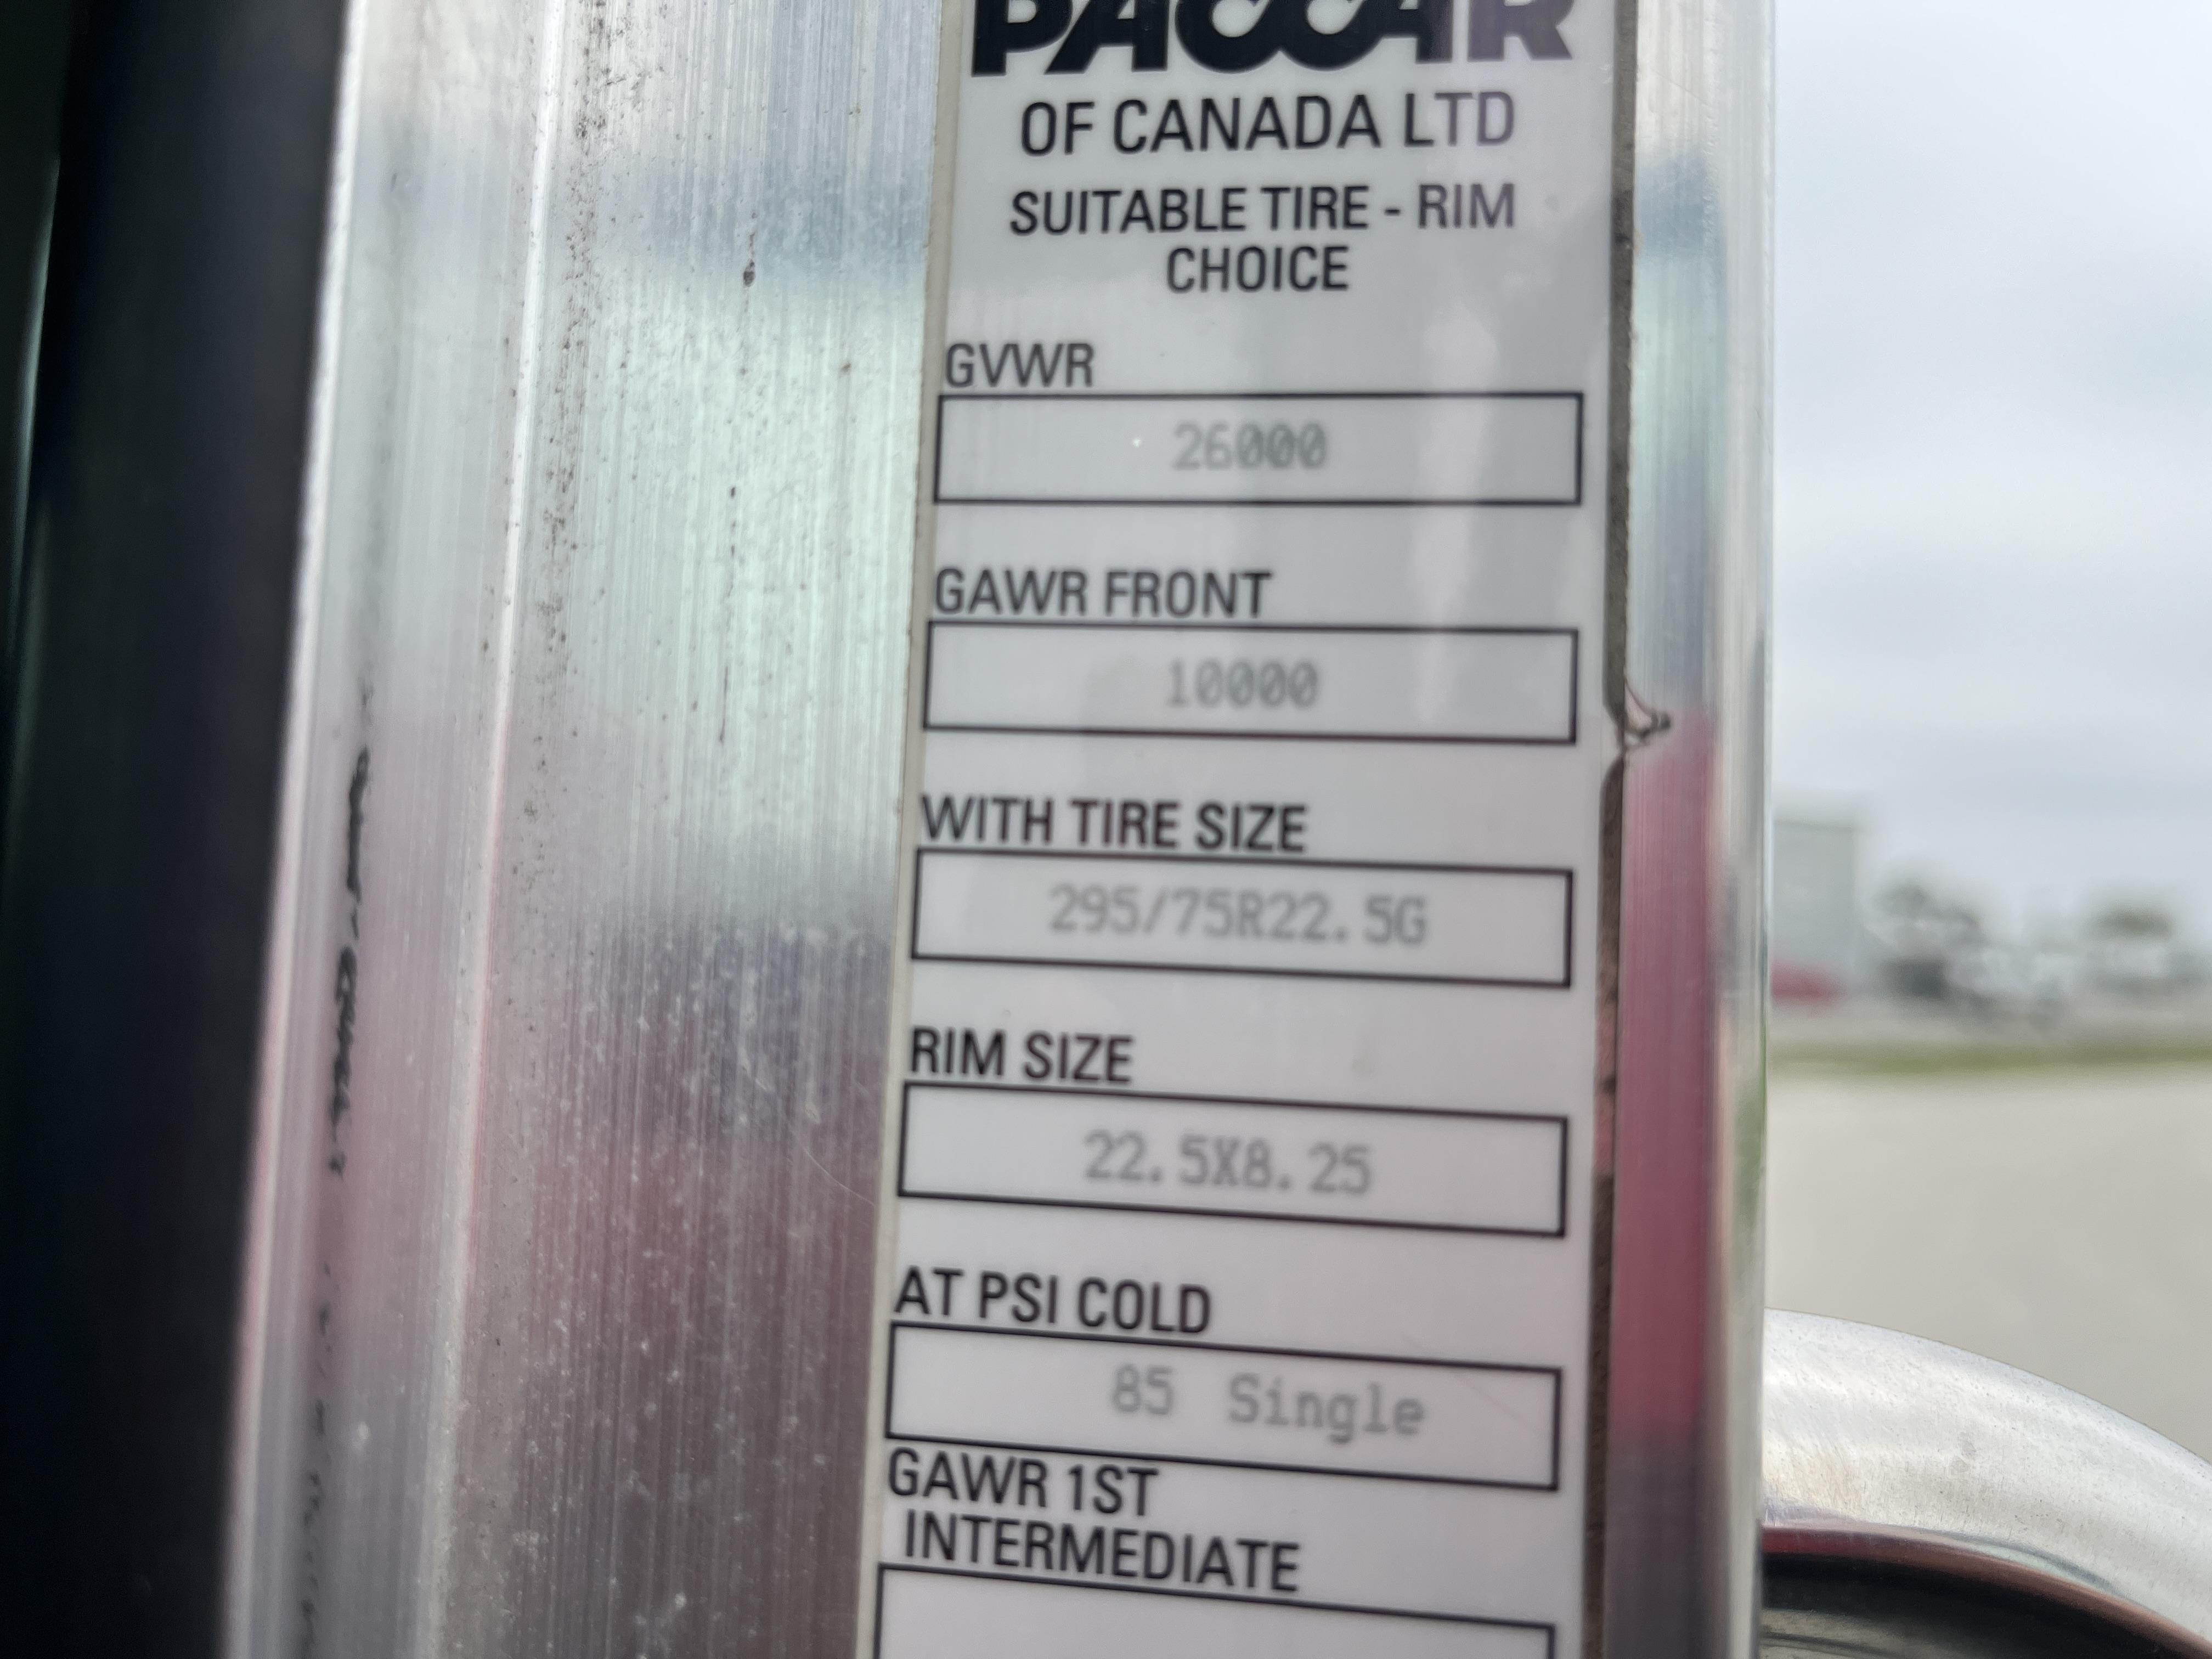 PACCAR
OF CANADA LTD
SUITABLE TIRE - RIM
CHOICE
GVWR
26000
GAWR FRONT
10000
WITH TIRE SIZE
295/75R22.5G
RIM SIZE
22.5X8.25
AT PSI COLD
85 Single
GAWR 1ST
INTERMEDIATE